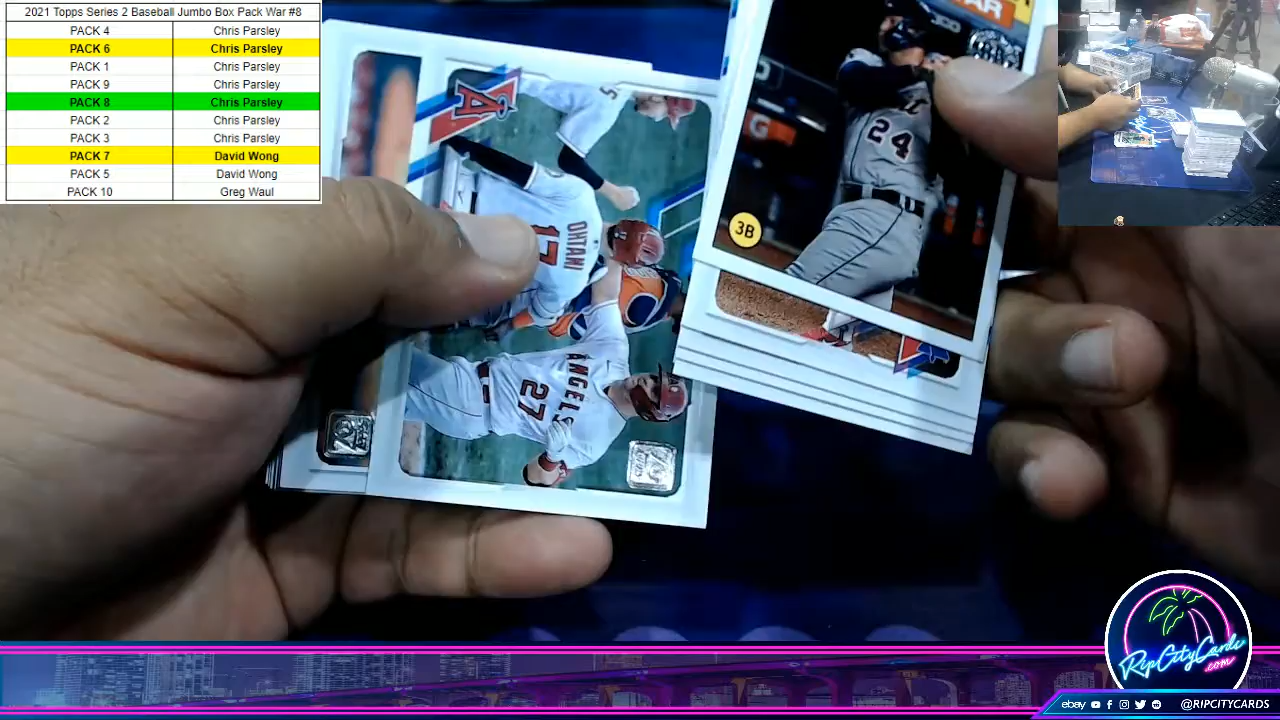 2021 Topps Series 2 Baseball Jumbo Box Pack War #8
PACK 4 Chris Parsley
PACK 6 Chris Parsley
PACK 1 Chris Parsley
PACK 9 Chris Parsley
PACK 8 Chris Parsley
PACK 2 Chris Parsley
PACK 3 Chris Parsley
PACK 7 David Wong
PACK 5 David Wong
PACK 10 Greg Waul
A
OHTANI
17
ANGELS
27
24
3B
RipCityCards
.com
ebay @RIPCITYCARDS